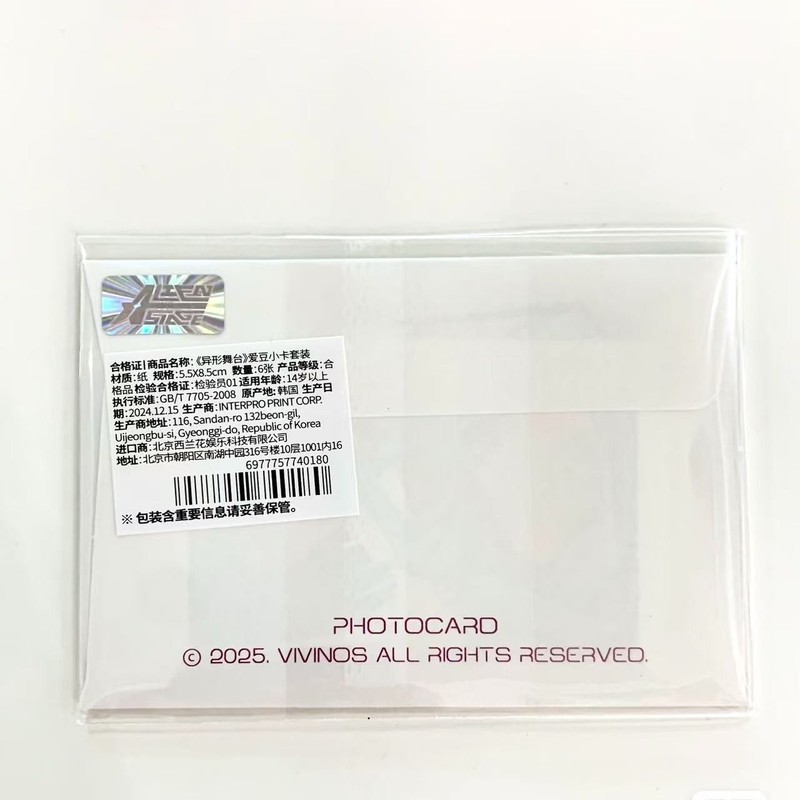 ALIEN
STAGE
合格证|商品名称:《异形舞台》爱豆小卡套装
材质:纸 规格:5.5X8.5cm 数量:6张 产品等级:合
格品 检验合格证:检验员01 适用年龄:14岁以上
执行标准:GB/T 7705-2008 原产地:韩国 生产日
期:2024.12.15 生产商:INTERPRO PRINT CORP.
生产商地址:116, Sandan-ro 132beon-gil,
Uijeongbu-si, Gyeonggi-do, Republic of Korea
进口商:北京西兰花娱乐科技有限公司
地址:北京市朝阳区南湖中园316号楼10层1001内16
6977757740180
※ 包装含重要信息请妥善保管。
PHOTOCARD
© 2025. VIVINOS ALL RIGHTS RESERVED.